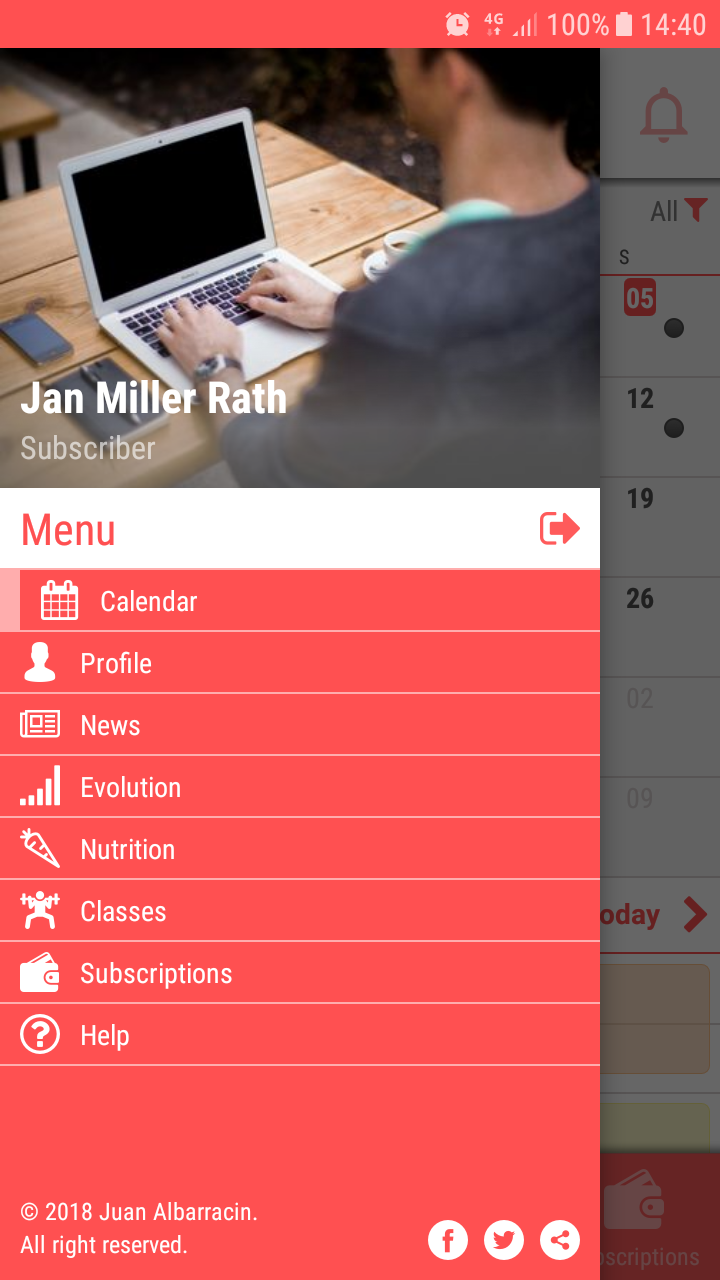 4G 100% 14:40
All
S
05
12
19
26
02
09
oday
bscriptions
Jan Miller Rath
Subscriber
Menu
Calendar
Profile
News
Evolution
Nutrition
Classes
Subscriptions
Help
© 2018 Juan Albarracin.
All right reserved.